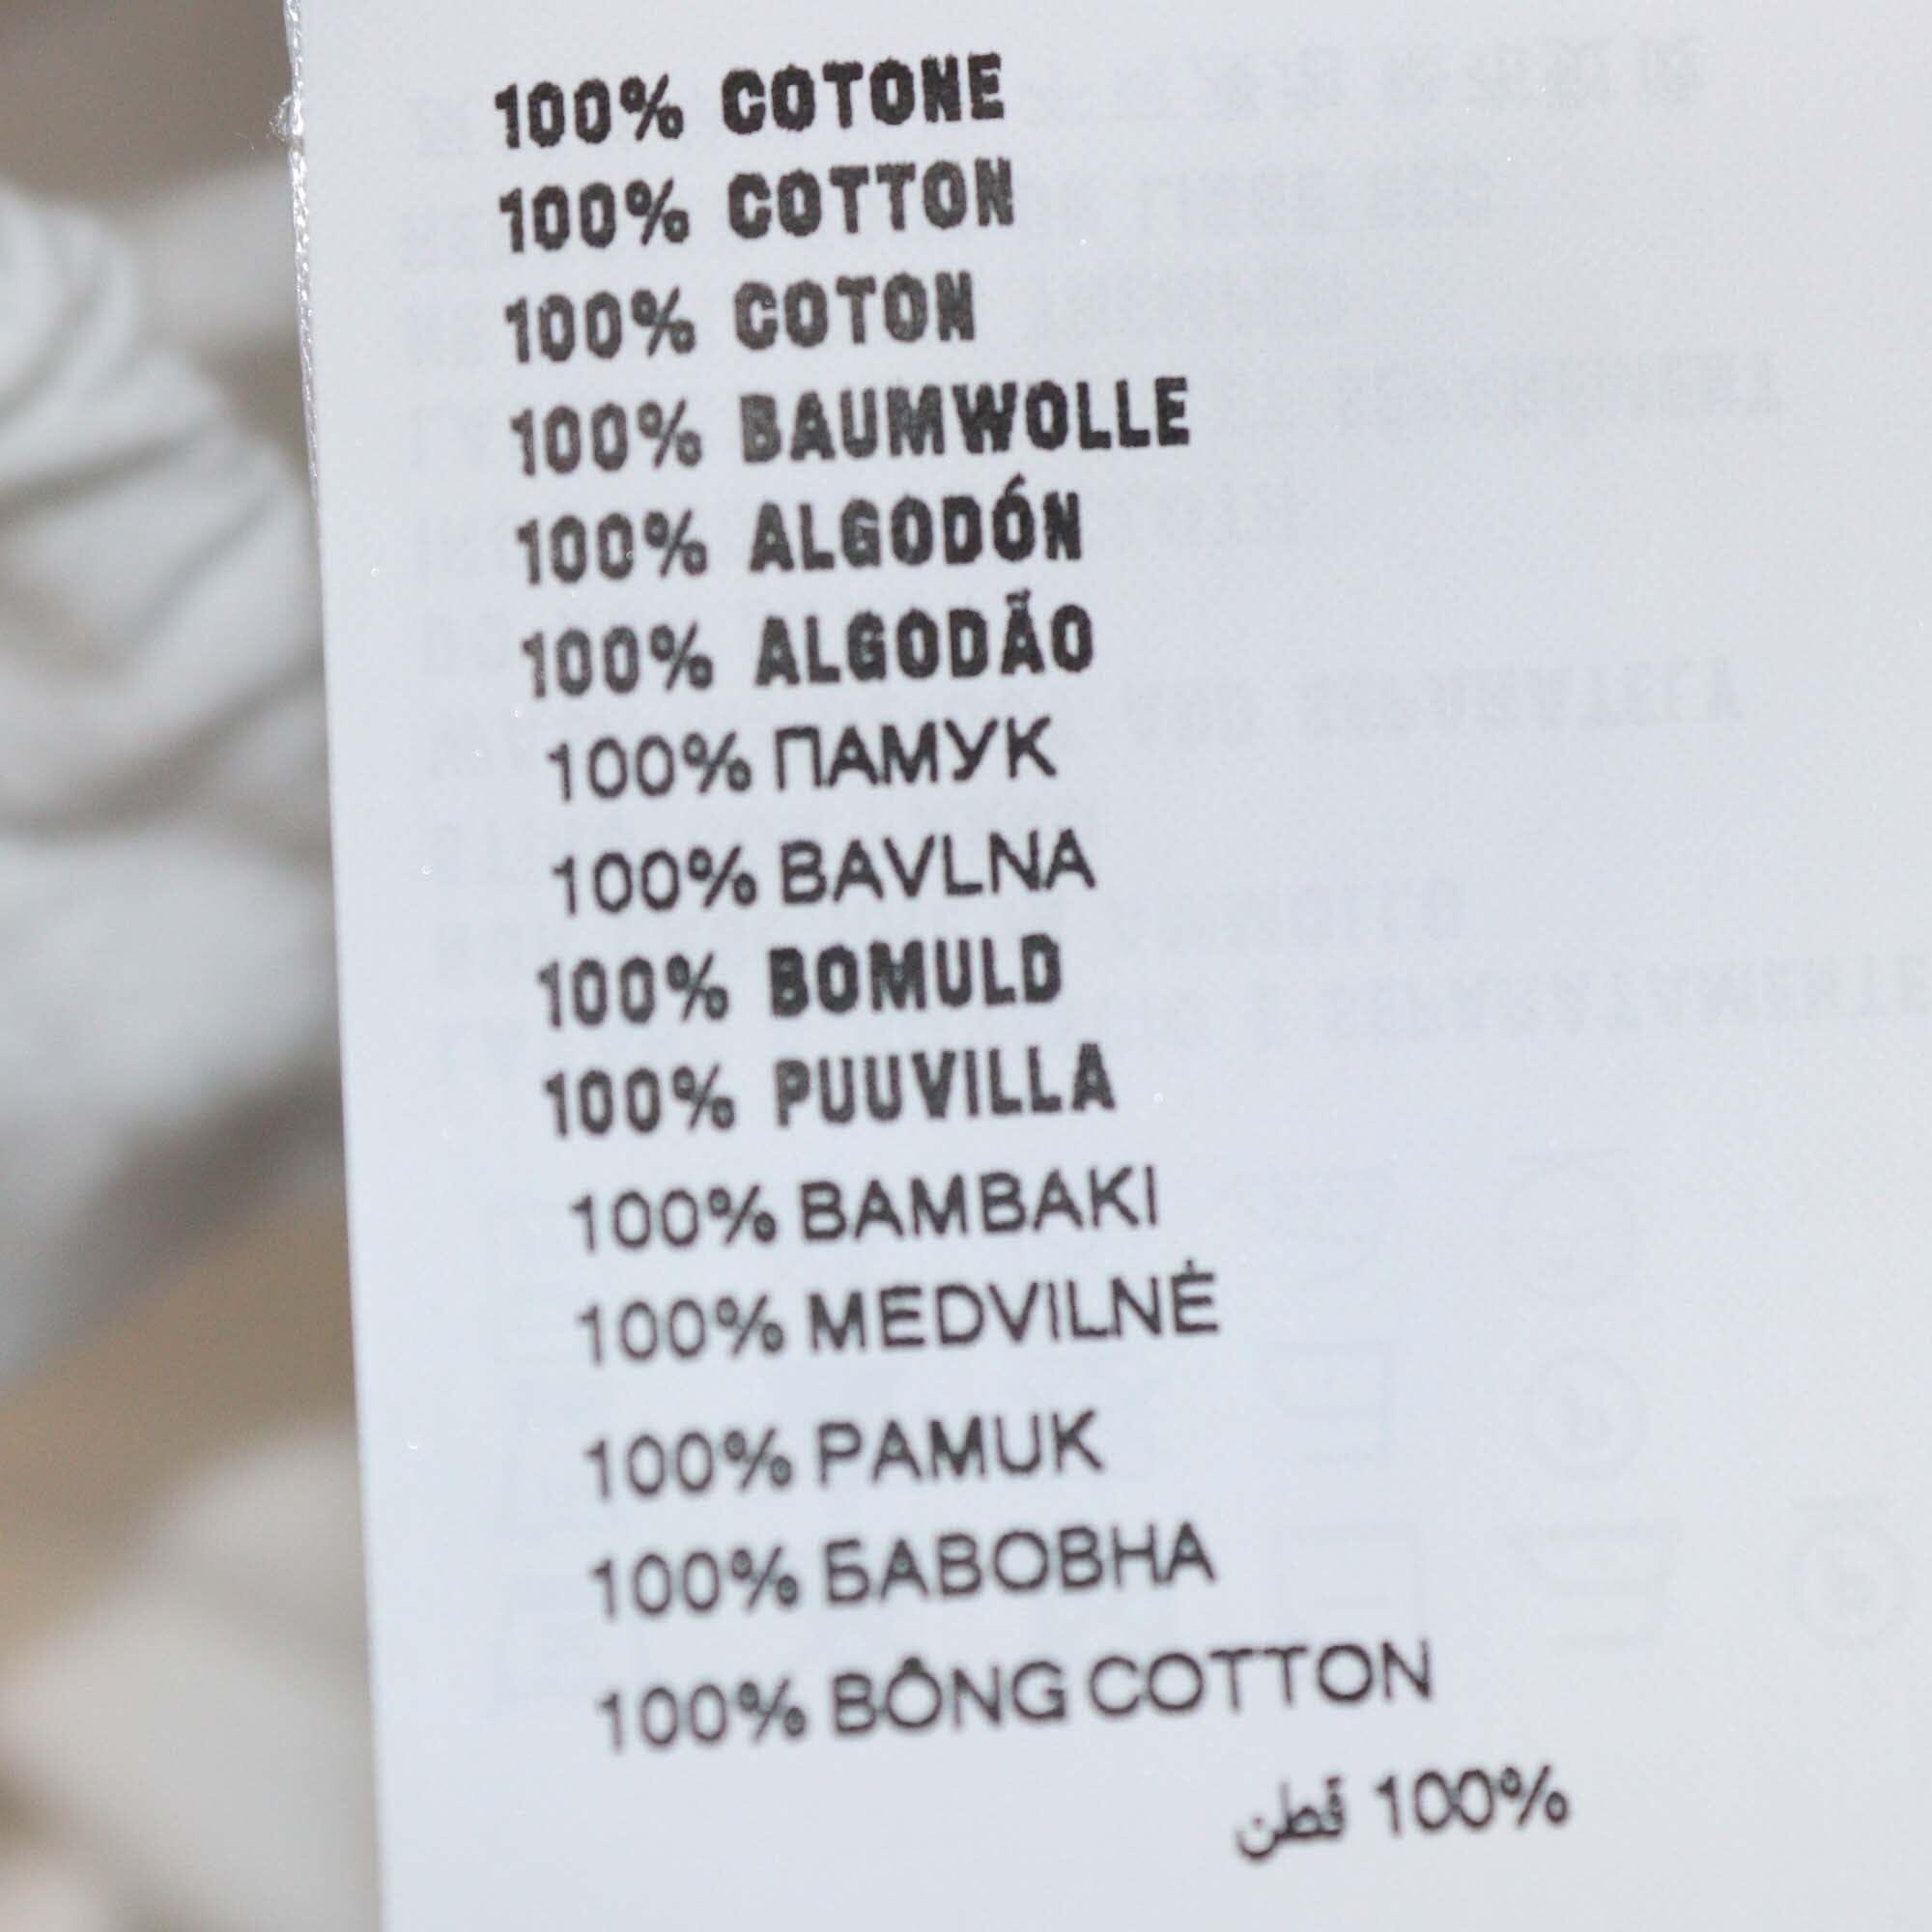 100% COTONE
100% COTTON
100% COTON
100% BAUMWOLLE
100% ALGODÓN
100% ALGODÃO
100% ПАМУК
100% BAVLNA
100% BOMULD
100% PUUVILLA
100% BAMBAKI
100% MEDVILNĖ
100% PAMUK
100% БАВОВНА
100% BÔNG COTTON
100% قطن